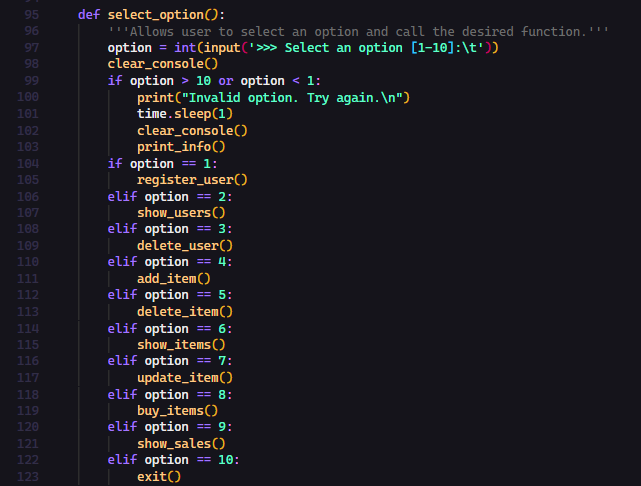 95 def select_option():
96 '''Allows user to select an option and call the desired function.'''
97 option = int(input('>>> Select an option [1-10]:\t'))
98 clear_console()
99 if option > 10 or option < 1:
100 print("Invalid option. Try again.\n")
101 time.sleep(1)
102 clear_console()
103 print_info()
104 if option == 1:
105 register_user()
106 elif option == 2:
107 show_users()
108 elif option == 3:
109 delete_user()
110 elif option == 4:
111 add_item()
112 elif option == 5:
113 delete_item()
114 elif option == 6:
115 show_items()
116 elif option == 7:
117 update_item()
118 elif option == 8:
119 buy_items()
120 elif option == 9:
121 show_sales()
122 elif option == 10:
123 exit()